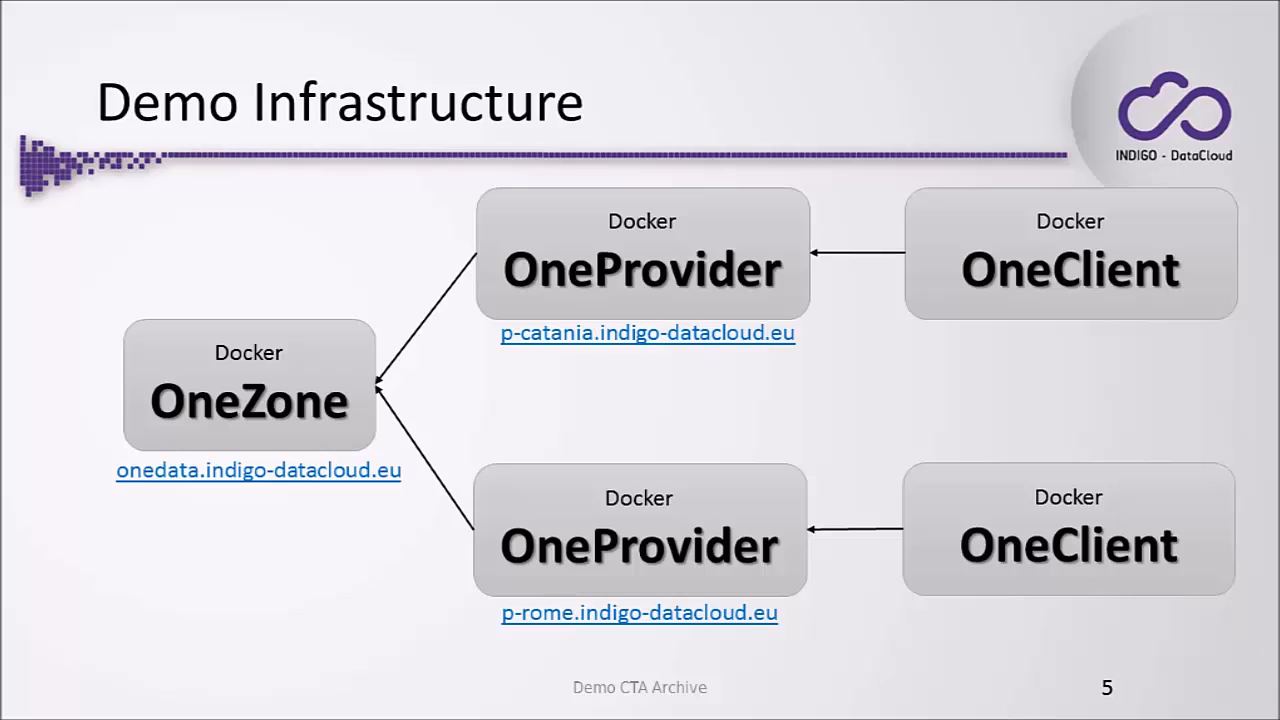 Demo Infrastructure
INDIGO - DataCloud
Docker
OneProvider
p-catania.indigo-datacloud.eu
Docker
OneClient
Docker
OneZone
onedata.indigo-datacloud.eu
Docker
OneProvider
p-rome.indigo-datacloud.eu
Docker
OneClient
Demo CTA Archive
5